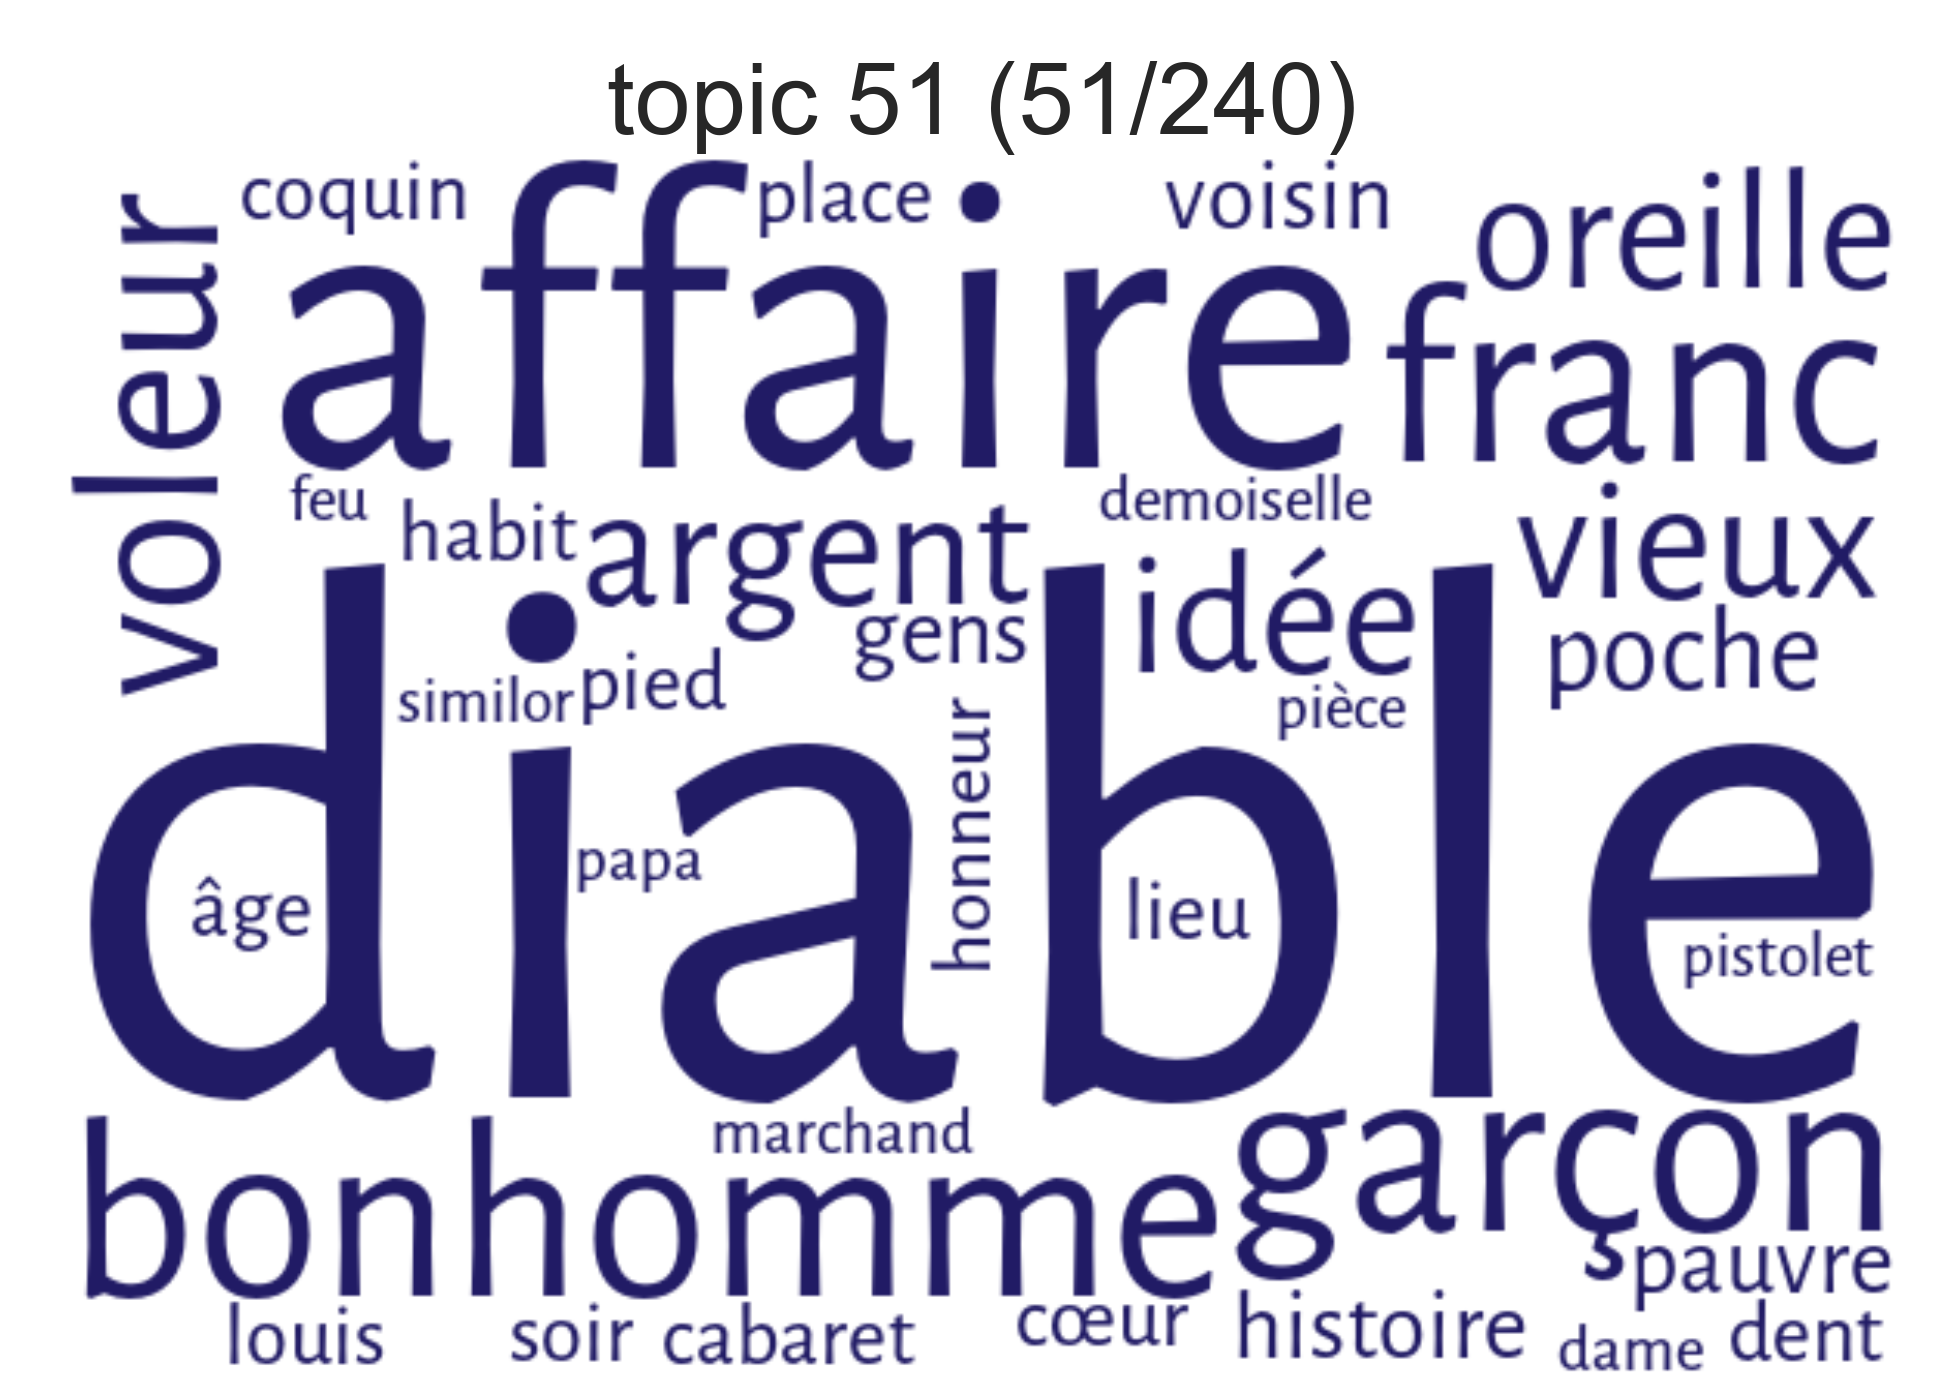 topic 51 (51/240)
coquin
place
voisin
oreille
voleur
affaire
franc
feu
habit
argent
demoiselle
vieux
idée
gens
poche
similor
pied
pièce
honneur
diable
papa
âge
lieu
pistolet
marchand
bonhomme
garçon
pauvre
louis
soir
cabaret
cœur
histoire
dame
dent